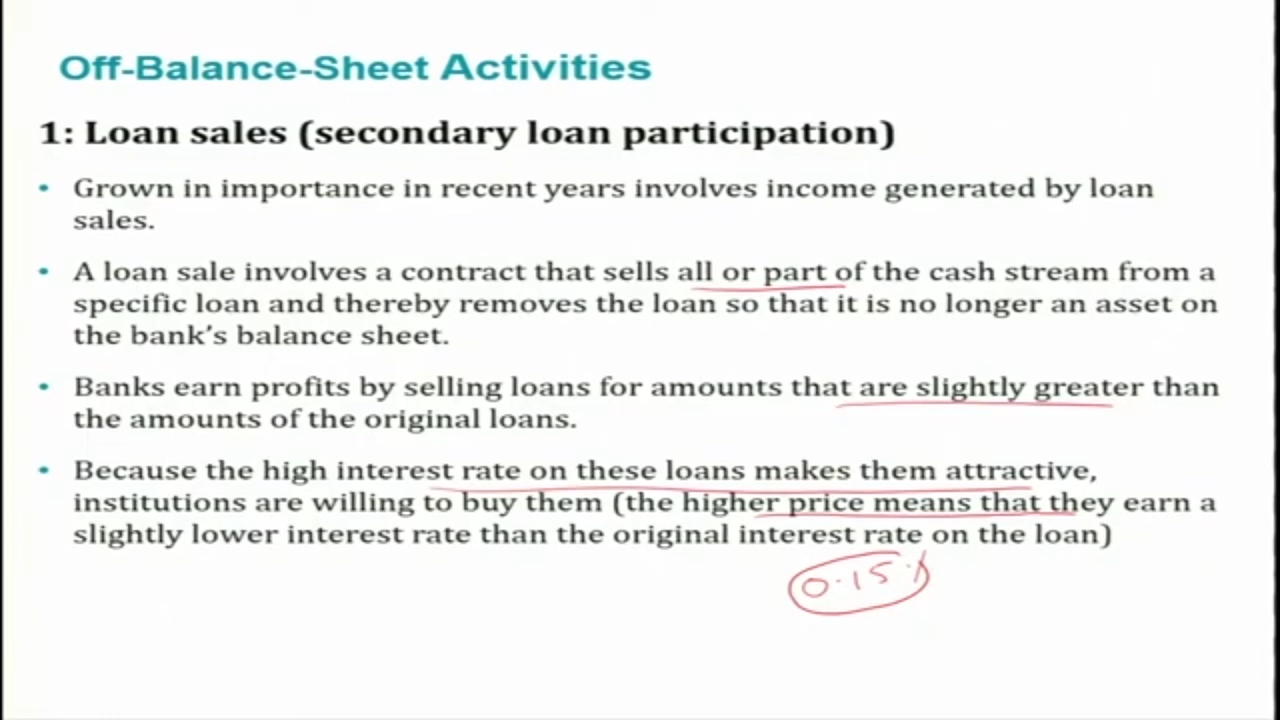 Off-Balance-Sheet Activities
1: Loan sales (secondary loan participation)
• Grown in importance in recent years involves income generated by loan
sales.
• A loan sale involves a contract that sells all or part of the cash stream from a
specific loan and thereby removes the loan so that it is no longer an asset on
the bank's balance sheet.
• Banks earn profits by selling loans for amounts that are slightly greater than
the amounts of the original loans.
• Because the high interest rate on these loans makes them attractive,
institutions are willing to buy them (the higher price means that they earn a
slightly lower interest rate than the original interest rate on the loan)
0.15%